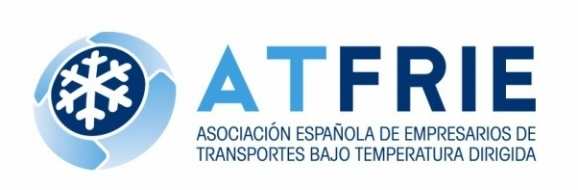 ATFRIE
ASOCIACIÓN ESPAÑOLA DE EMPRESARIOS DE
TRANSPORTES BAJO TEMPERATURA DIRIGIDA